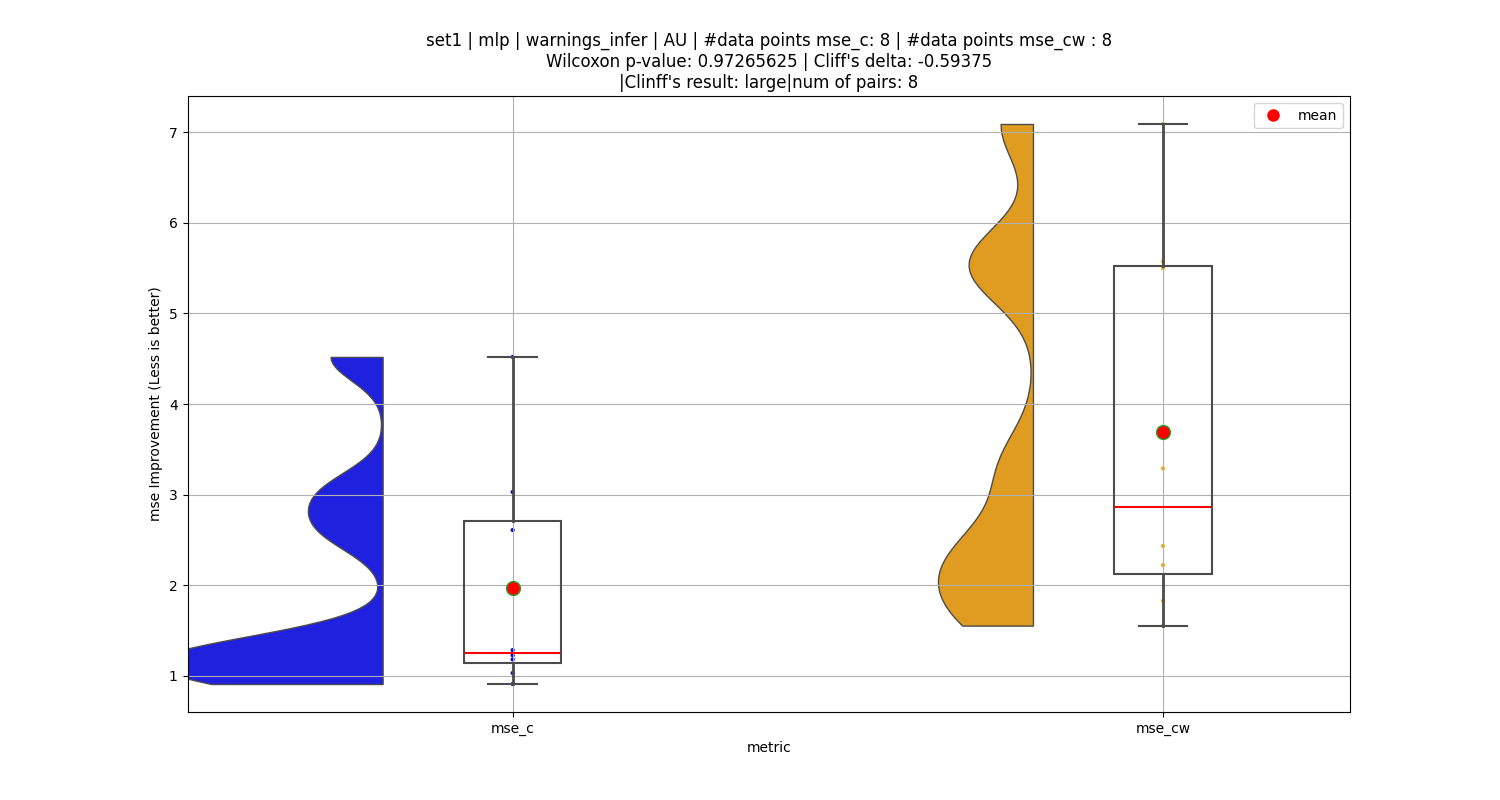 set1 | mlp | warnings_infer | AU | #data points mse_c: 8 | #data points mse_cw : 8
Wilcoxon p-value: 0.97265625 | Cliff's delta: -0.59375
|Clinff's result: large|num of pairs: 8
mean
7
6
5
4
3
2
1
mse Improvement (Less is better)
mse_c
mse_cw
metric